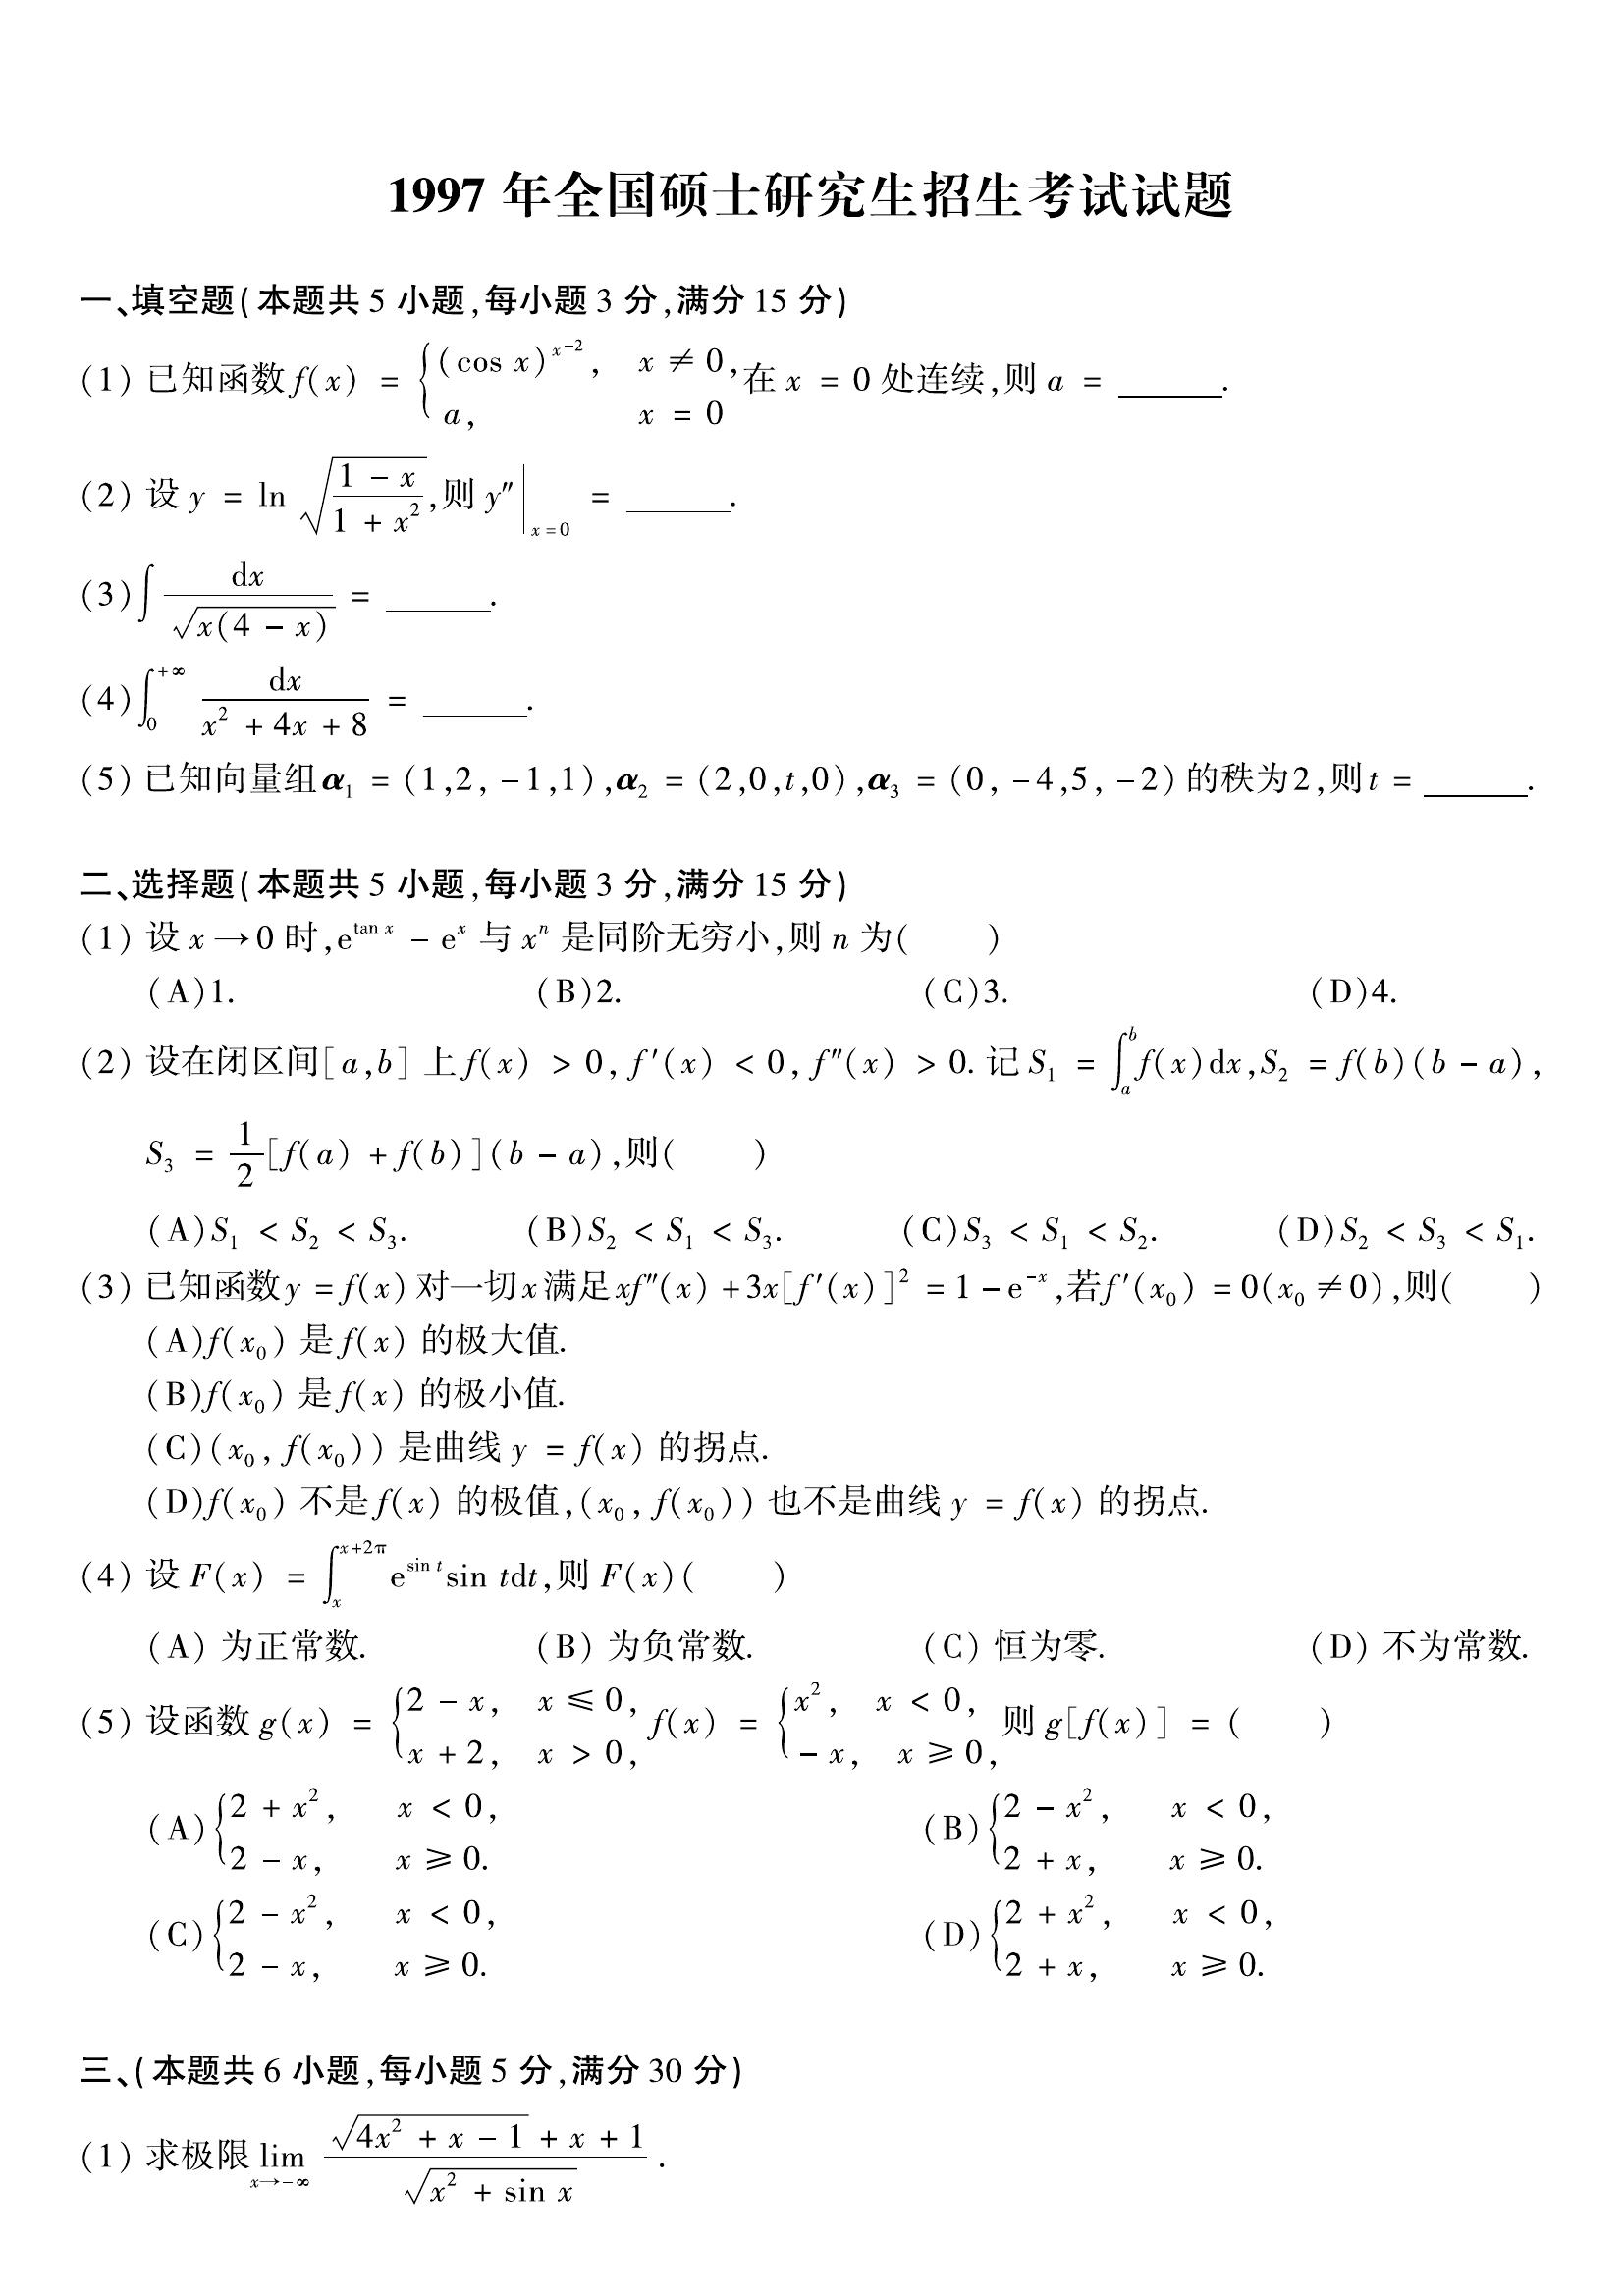 1997 年全国硕士研究生招生考试试题
一、填空题(本题共 5 小题,每小题 3 分,满分 15 分)
(1) 已知函数 $f(x) = \begin{cases} (\cos x)^{x^{-2}}, & x \neq 0, \\ a, & x = 0 \end{cases}$ 在 $x = 0$ 处连续,则 $a =$ ______.
(2) 设 $y = \ln \sqrt{\dfrac{1-x}{1+x^2}}$,则 $y''\big|_{x=0} =$ ______.
(3) $\int \dfrac{\mathrm{d}x}{\sqrt{x(4-x)}} =$ ______.
(4) $\int_0^{+\infty} \dfrac{\mathrm{d}x}{x^2+4x+8} =$ ______.
(5) 已知向量组 $\boldsymbol{\alpha}_1 = (1,2,-1,1), \boldsymbol{\alpha}_2 = (2,0,t,0), \boldsymbol{\alpha}_3 = (0,-4,5,-2)$ 的秩为2,则 $t =$ ______.
二、选择题(本题共 5 小题,每小题 3 分,满分 15 分)
(1) 设 $x \to 0$ 时,$\mathrm{e}^{\tan x} - \mathrm{e}^x$ 与 $x^n$ 是同阶无穷小,则 $n$ 为(　　)
(A)1. (B)2. (C)3. (D)4.
(2) 设在闭区间$[a,b]$ 上 $f(x) > 0, f'(x) < 0, f''(x) > 0$. 记 $S_1 = \int_a^b f(x)\mathrm{d}x, S_2 = f(b)(b-a),$
$S_3 = \dfrac{1}{2}[f(a)+f(b)](b-a)$,则(　　)
(A)$S_1 < S_2 < S_3$. (B)$S_2 < S_1 < S_3$. (C)$S_3 < S_1 < S_2$. (D)$S_2 < S_3 < S_1$.
(3) 已知函数 $y = f(x)$ 对一切 $x$ 满足 $xf''(x) + 3x[f'(x)]^2 = 1 - \mathrm{e}^{-x}$,若 $f'(x_0) = 0(x_0 \neq 0)$,则(　　)
(A)$f(x_0)$ 是 $f(x)$ 的极大值.
(B)$f(x_0)$ 是 $f(x)$ 的极小值.
(C)$(x_0, f(x_0))$ 是曲线 $y = f(x)$ 的拐点.
(D)$f(x_0)$ 不是 $f(x)$ 的极值,$(x_0, f(x_0))$ 也不是曲线 $y = f(x)$ 的拐点.
(4) 设 $F(x) = \int_x^{x+2\pi} \mathrm{e}^{\sin t} \sin t\mathrm{d}t$,则 $F(x)$(　　)
(A) 为正常数. (B) 为负常数. (C) 恒为零. (D) 不为常数.
(5) 设函数 $g(x) = \begin{cases} 2-x, & x \leqslant 0, \\ x+2, & x > 0, \end{cases}$ $f(x) = \begin{cases} x^2, & x < 0, \\ -x, & x \geqslant 0, \end{cases}$ 则 $g[f(x)] =$ (　　)
(A)$\begin{cases} 2+x^2, & x < 0, \\ 2-x, & x \geqslant 0. \end{cases}$ (B)$\begin{cases} 2-x^2, & x < 0, \\ 2+x, & x \geqslant 0. \end{cases}$
(C)$\begin{cases} 2-x^2, & x < 0, \\ 2-x, & x \geqslant 0. \end{cases}$ (D)$\begin{cases} 2+x^2, & x < 0, \\ 2+x, & x \geqslant 0. \end{cases}$
三、(本题共 6 小题,每小题 5 分,满分 30 分)
(1) 求极限 $\lim\limits_{x \to -\infty} \dfrac{\sqrt{4x^2+x-1}+x+1}{\sqrt{x^2+\sin x}}$.